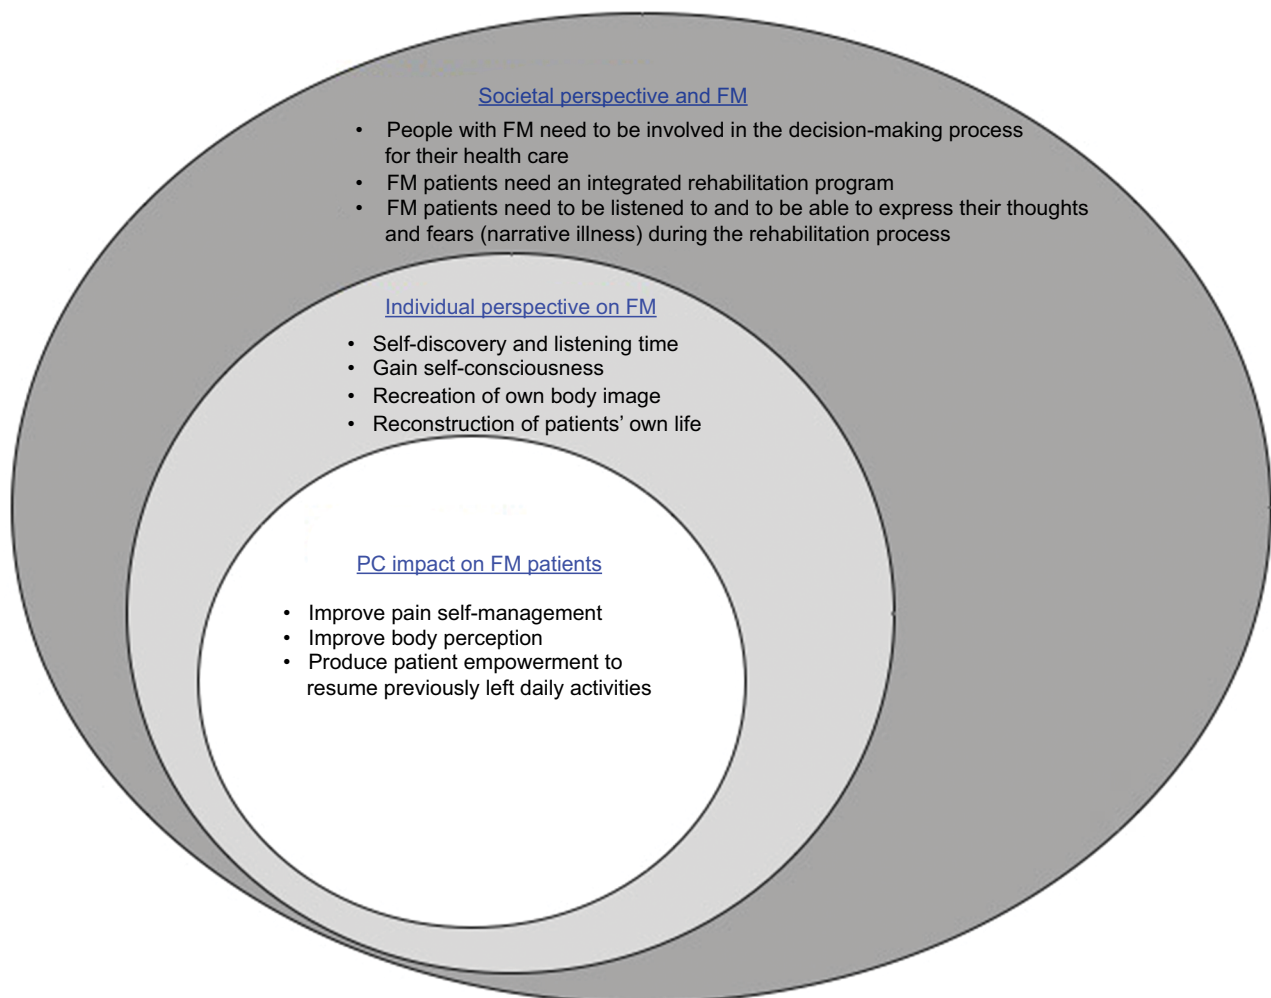 Societal perspective and FM
• People with FM need to be involved in the decision-making process
for their health care
• FM patients need an integrated rehabilitation program
• FM patients need to be listened to and to be able to express their thoughts
and fears (narrative illness) during the rehabilitation process
Individual perspective on FM
• Self-discovery and listening time
• Gain self-consciousness
• Recreation of own body image
• Reconstruction of patients’ own life
PC impact on FM patients
• Improve pain self-management
• Improve body perception
• Produce patient empowerment to
resume previously left daily activities